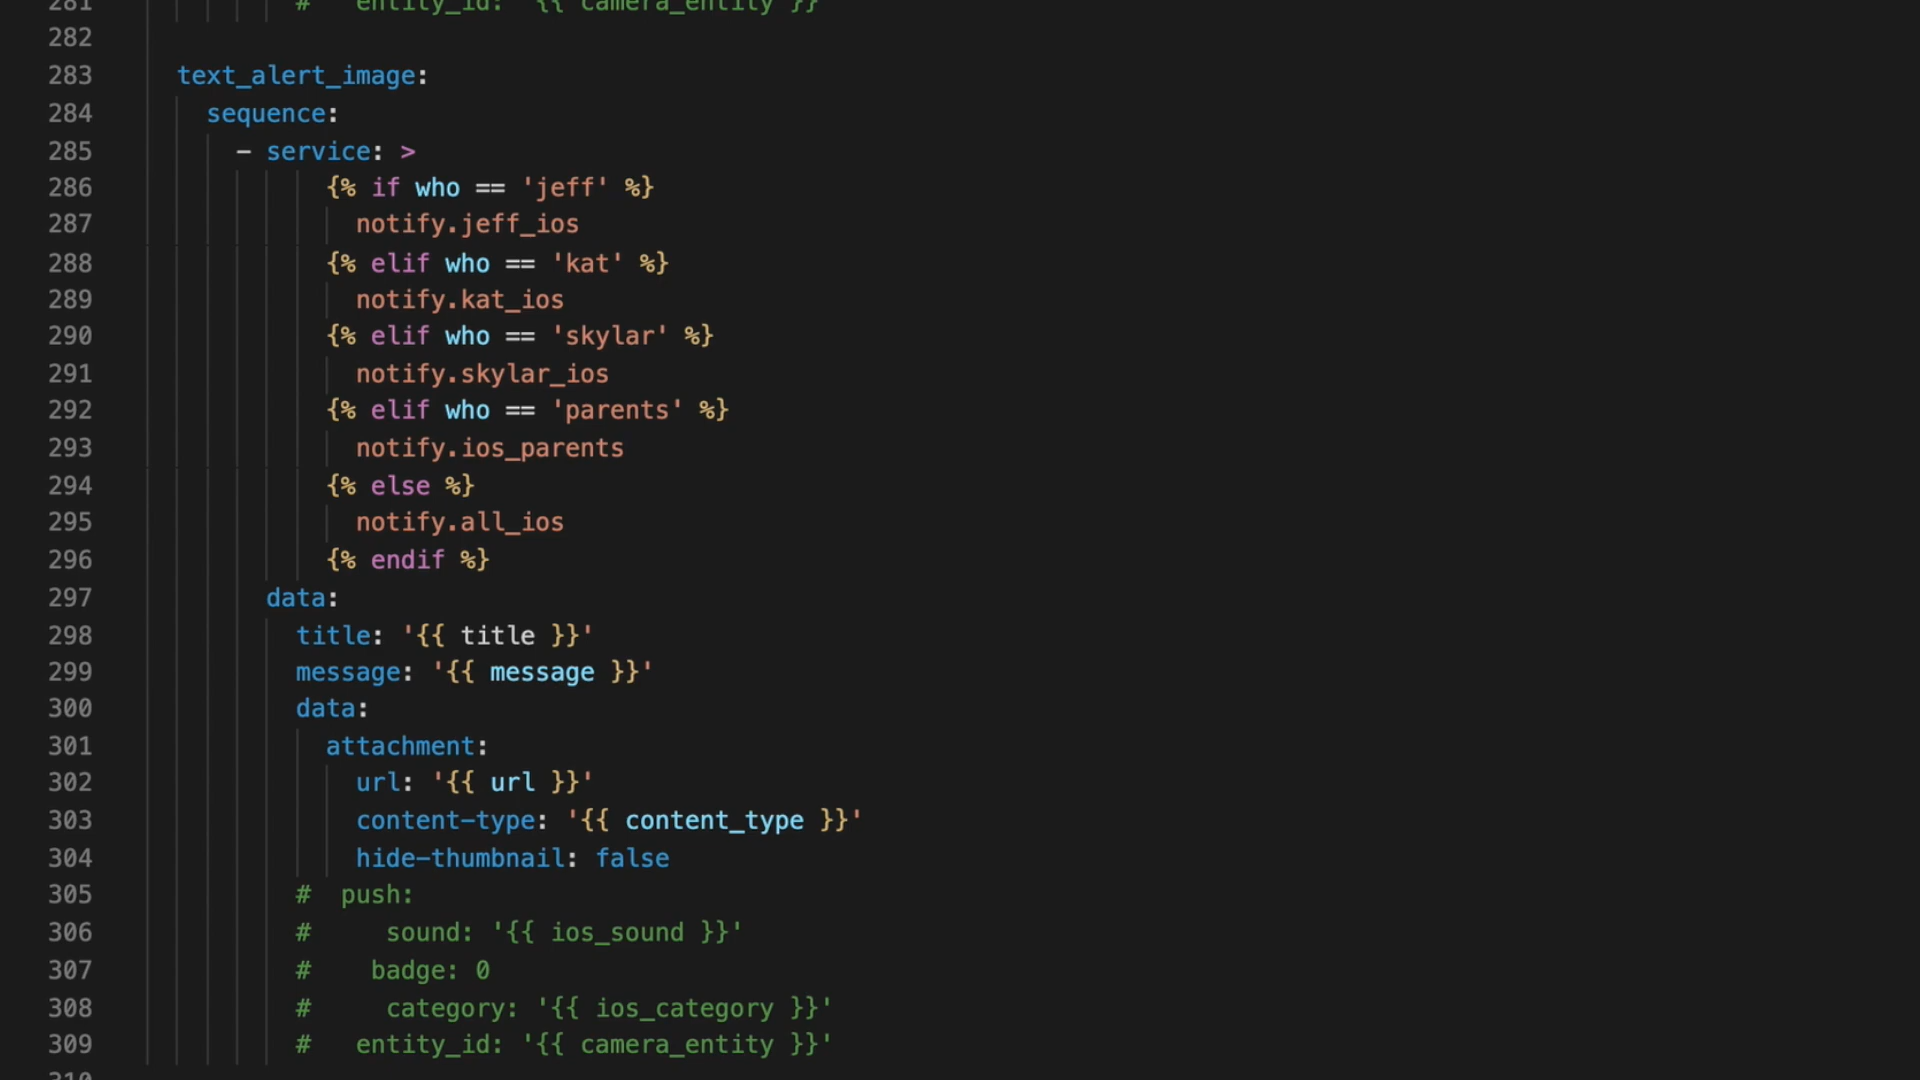 281 # entity_id: '{{ camera_entity }}'
282
283 text_alert_image:
284 sequence:
285 - service: >
286 {% if who == 'jeff' %}
287 notify.jeff_ios
288 {% elif who == 'kat' %}
289 notify.kat_ios
290 {% elif who == 'skylar' %}
291 notify.skylar_ios
292 {% elif who == 'parents' %}
293 notify.ios_parents
294 {% else %}
295 notify.all_ios
296 {% endif %}
297 data:
298 title: '{{ title }}'
299 message: '{{ message }}'
300 data:
301 attachment:
302 url: '{{ url }}'
303 content-type: '{{ content_type }}'
304 hide-thumbnail: false
305 # push:
306 # sound: '{{ ios_sound }}'
307 # badge: 0
308 # category: '{{ ios_category }}'
309 # entity_id: '{{ camera_entity }}'
310